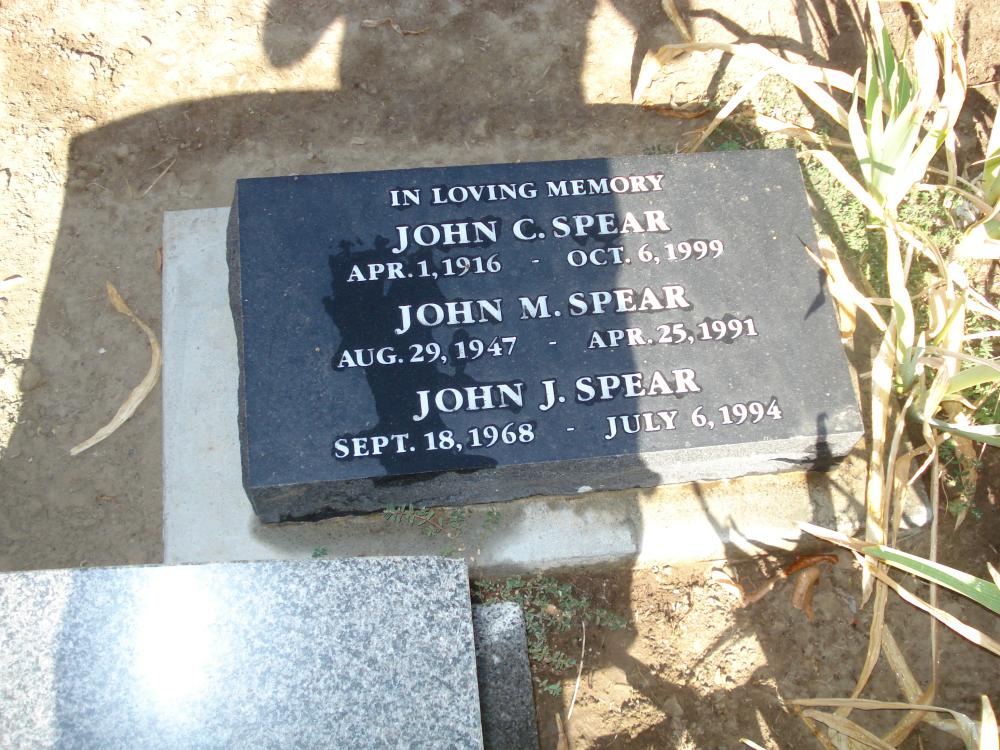 IN LOVING MEMORY
JOHN C. SPEAR
APR. 1, 1916 - OCT. 6, 1999
JOHN M. SPEAR
AUG. 29, 1947 - APR. 25, 1991
JOHN J. SPEAR
SEPT. 18, 1968 - JULY 6, 1994